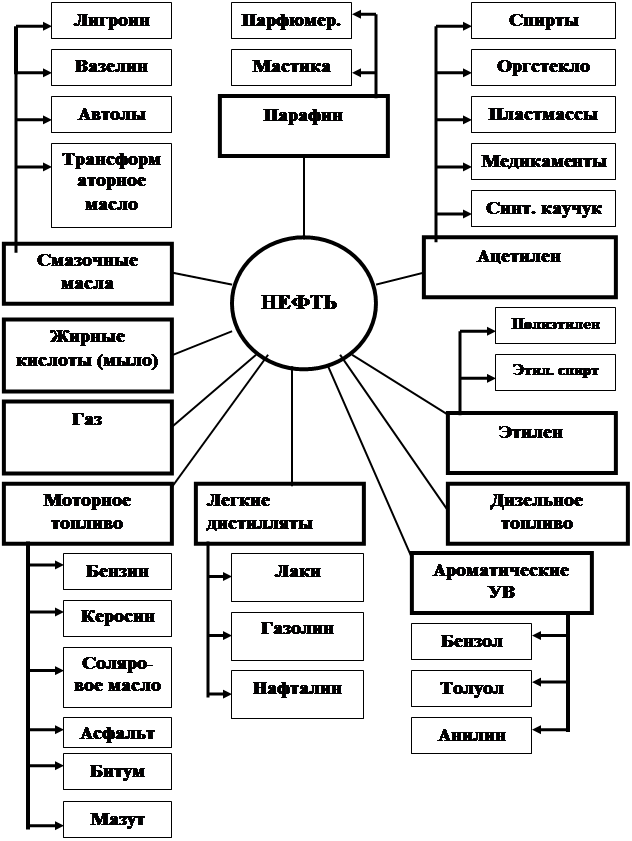 Лигроин
Вазелин
Автолы
Трансформ
аторное
масло
Смазочные
масла
Парфюмер.
Мастика
Парафин
Спирты
Оргстекло
Пластмассы
Медикаменты
Синт. каучук
Ацетилен
НЕФТЬ
Жирные
кислоты (мыло)
Газ
Полиэтилен
Этил. спирт
Этилен
Моторное
топливо
Бензин
Керосин
Соляро-
вое масло
Асфальт
Битум
Мазут
Легкие
дистилляты
Лаки
Газолин
Нафталин
Дизельное
топливо
Ароматические
УВ
Бензол
Толуол
Анилин